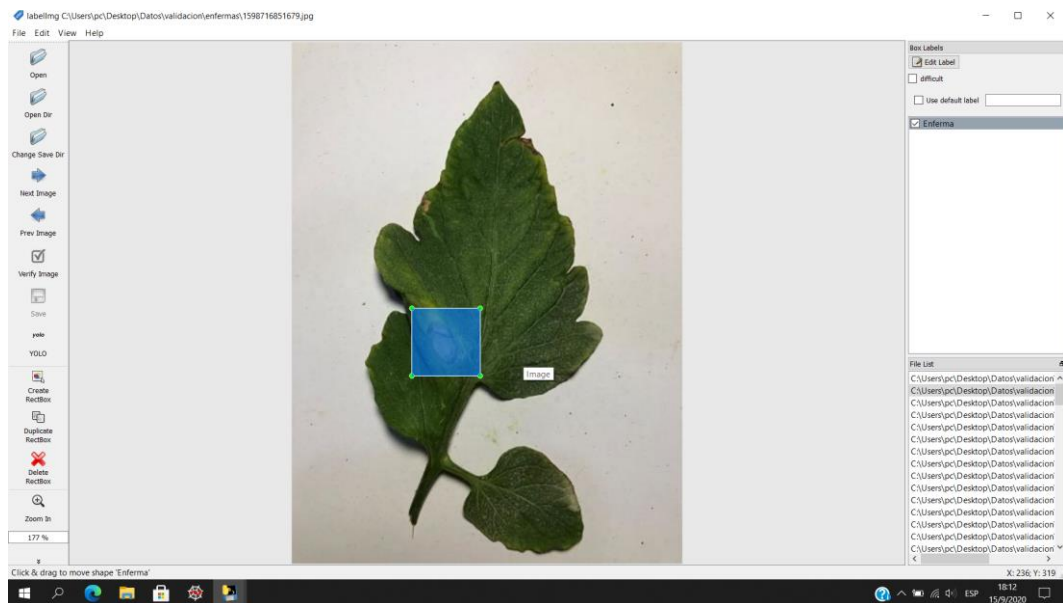 labelImg C:\Users\pc\Desktop\Datos\validacion\enfermas\1598716851679.jpg
File Edit View Help
Open
Open Dir
Change Save Dir
Next Image
Prev Image
Verify Image
Save
yolo
YOLO
Create
RectBox
Duplicate
RectBox
Delete
RectBox
Zoom In
177 %
Image
Box Labels
Edit Label
difficult
Use default label
Enferma
File List
C:\Users\pc\Desktop\Datos\validacion
C:\Users\pc\Desktop\Datos\validacion\
C:\Users\pc\Desktop\Datos\validacion\
C:\Users\pc\Desktop\Datos\validacion\
C:\Users\pc\Desktop\Datos\validacion\
C:\Users\pc\Desktop\Datos\validacion\
C:\Users\pc\Desktop\Datos\validacion\
C:\Users\pc\Desktop\Datos\validacion\
C:\Users\pc\Desktop\Datos\validacion\
C:\Users\pc\Desktop\Datos\validacion\
C:\Users\pc\Desktop\Datos\validacion\
C:\Users\pc\Desktop\Datos\validacion\
C:\Users\pc\Desktop\Datos\validacion\
C:\Users\pc\Desktop\Datos\validacion\
C:\Users\pc\Desktop\Datos\validacion\
Click & drag to move shape 'Enferma'
X: 236; Y: 319
ESP
18:12
15/9/2020